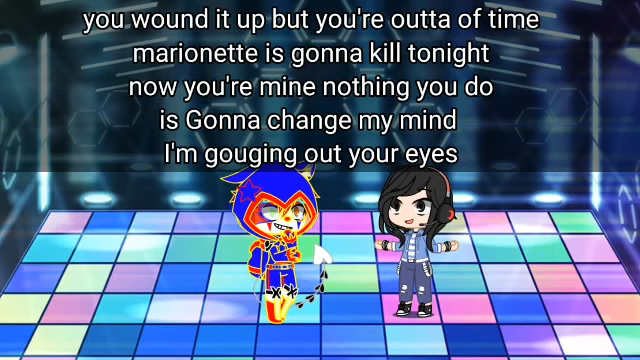 you wound it up but you're outta of time
marionette is gonna kill tonight
now you're mine nothing you do
is Gonna change my mind
I'm gouging out your eyes